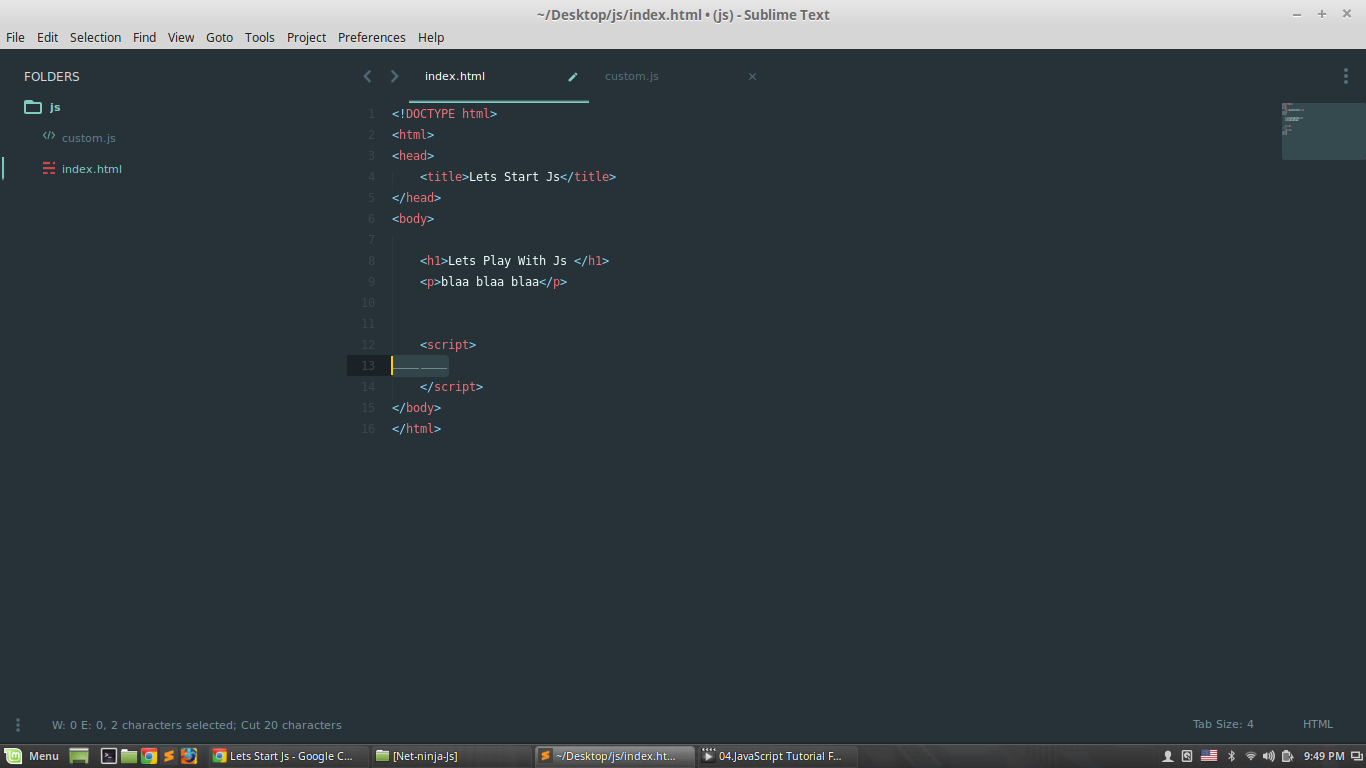 ~/Desktop/js/index.html • (js) - Sublime Text
File Edit Selection Find View Goto Tools Project Preferences Help
FOLDERS
js
custom.js
index.html
index.html custom.js
1 <!DOCTYPE html>
2 <html>
3 <head>
4 <title>Lets Start Js</title>
5 </head>
6 <body>
7
8 <h1>Lets Play With Js </h1>
9 <p>blaa blaa blaa</p>
10
11
12 <script>
13
14 </script>
15 </body>
16 </html>
W: 0 E: 0, 2 characters selected; Cut 20 characters Tab Size: 4 HTML
Menu Lets Start Js - Google C... [Net-ninja-Js] ~/Desktop/js/index.ht... 04.JavaScript Tutorial F... 9:49 PM